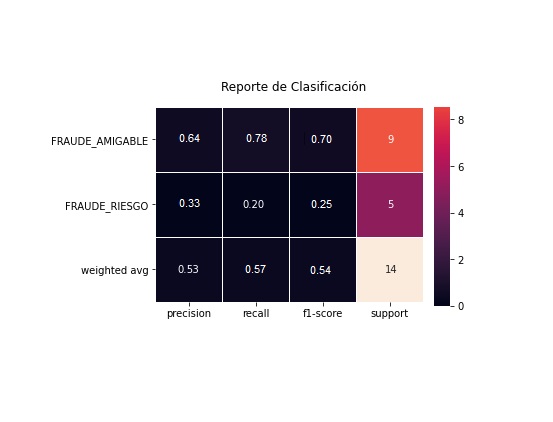 Reporte de Clasificación
FRAUDE_AMIGABLE 0.64 0.78 0.70 9
FRAUDE_RIESGO 0.33 0.20 0.25 5
weighted avg 0.53 0.57 0.54 14
precision recall f1-score support
8
6
4
2
0